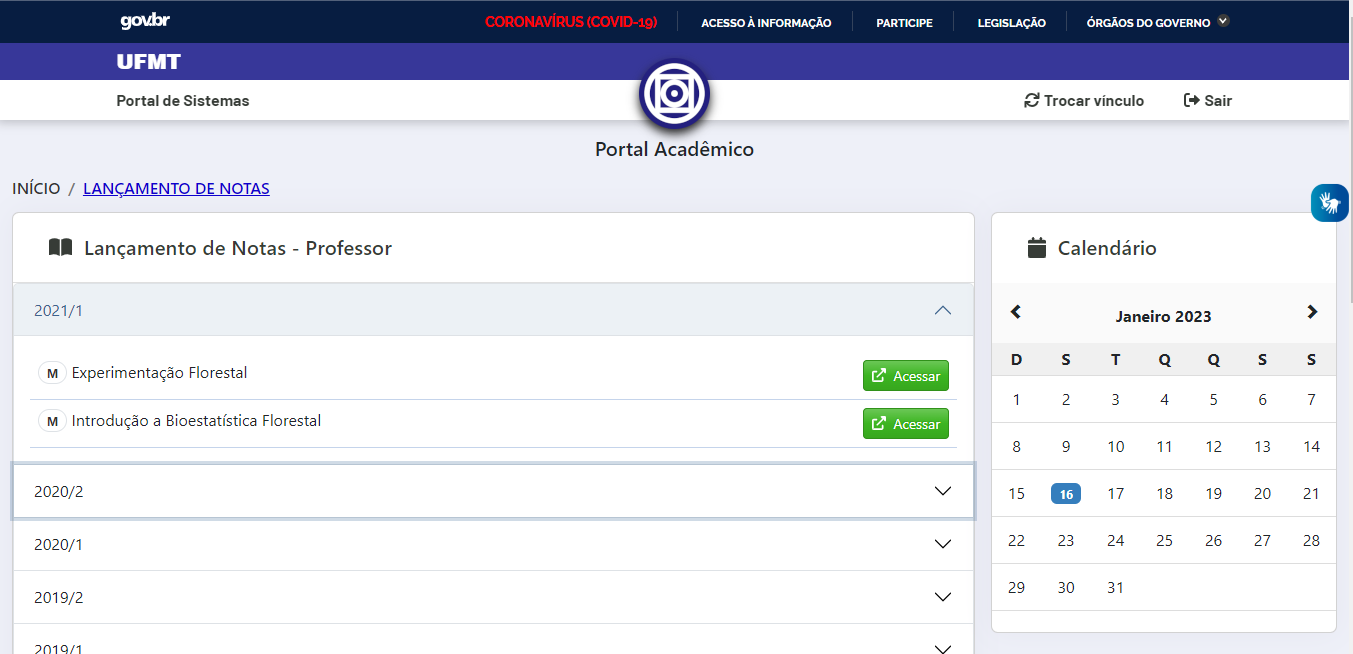 gov.br CORONAVÍRUS (COVID-19) ACESSO À INFORMAÇÃO PARTICIPE LEGISLAÇÃO ÓRGÃOS DO GOVERNO
UFMT
Portal de Sistemas Trocar vínculo Sair
Portal Acadêmico
INÍCIO / LANÇAMENTO DE NOTAS
Lançamento de Notas - Professor
2021/1
M Experimentação Florestal Acessar
M Introdução a Bioestatística Florestal Acessar
2020/2
2020/1
2019/2
2019/1
Calendário
Janeiro 2023
D S T Q Q S S
1 2 3 4 5 6 7
8 9 10 11 12 13 14
15 16 17 18 19 20 21
22 23 24 25 26 27 28
29 30 31